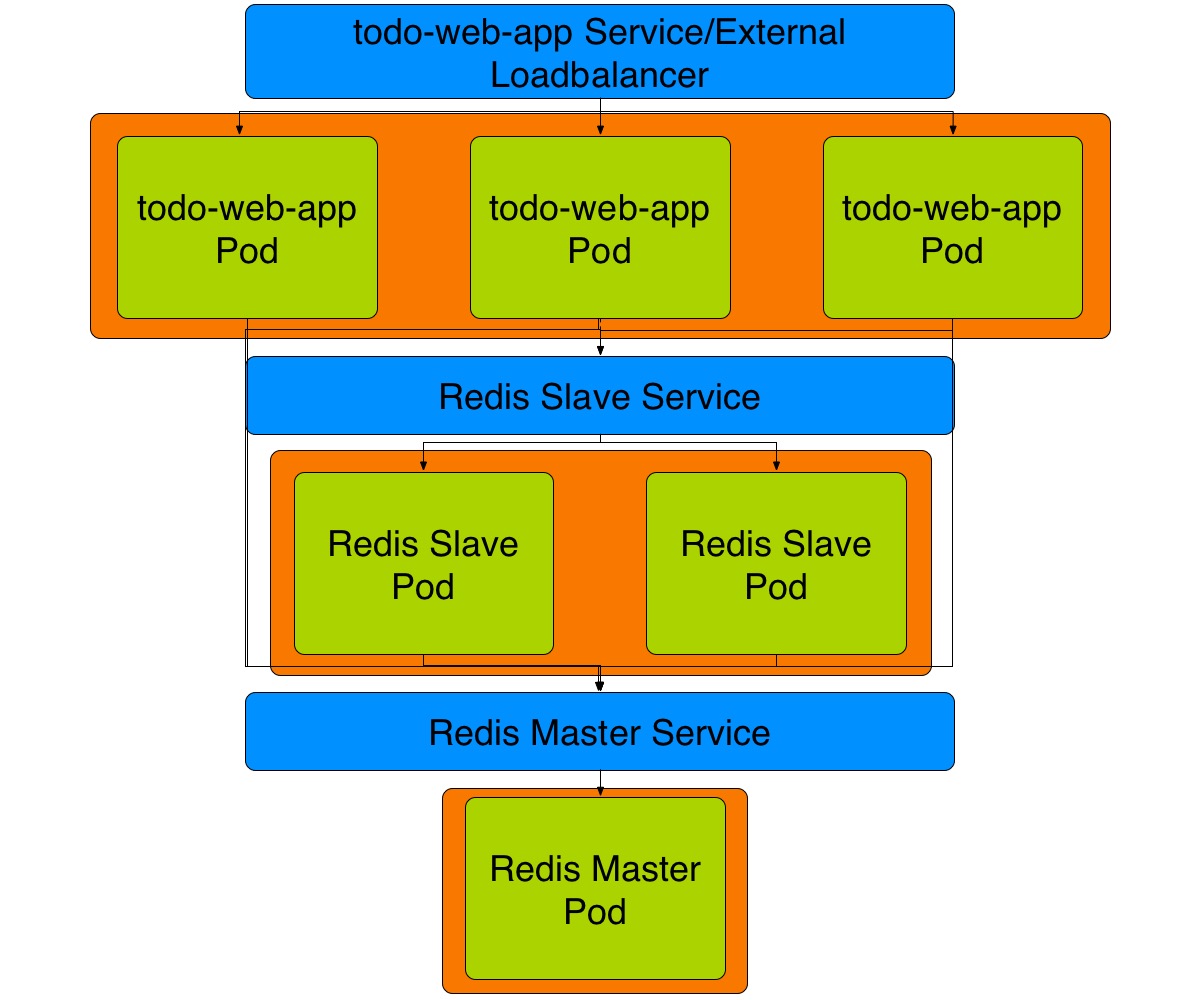 todo-web-app Service/External
Loadbalancer
todo-web-app
Pod
todo-web-app
Pod
todo-web-app
Pod
Redis Slave Service
Redis Slave
Pod
Redis Slave
Pod
Redis Master Service
Redis Master
Pod